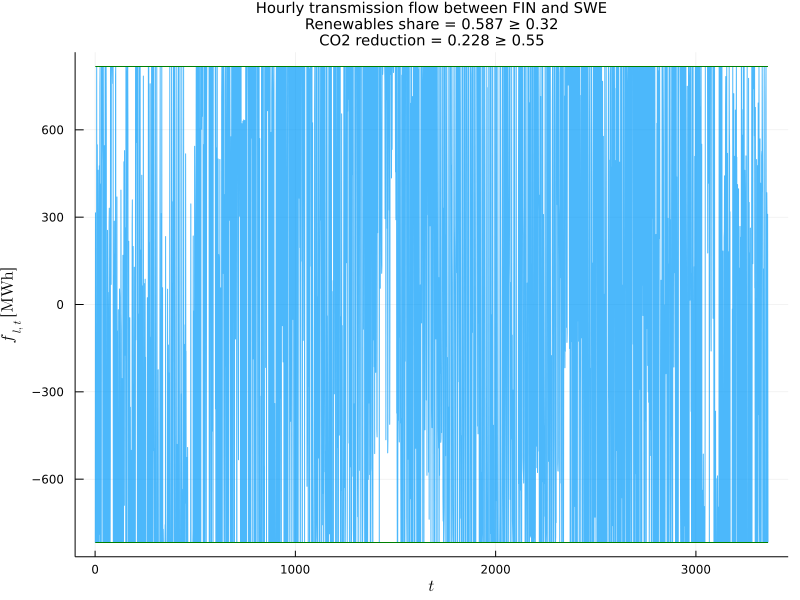 Hourly transmission flow between FIN and SWE
Renewables share = 0.587 ≥ 0.32
CO2 reduction = 0.228 ≥ 0.55
600
300
0
−300
−600
f l,t [MWh]
0 1000 2000 3000
t